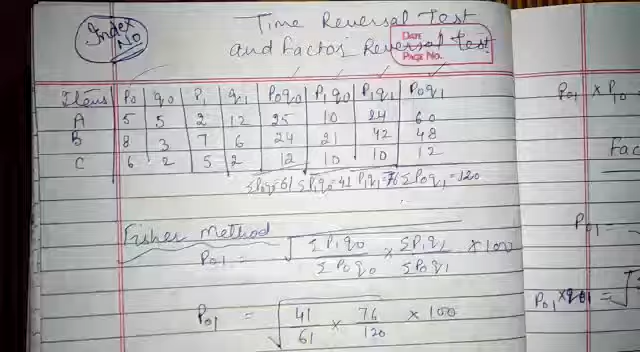 Index No
Time Reversal Test
and Factor Reversal Test
Date
Page No.
Items P0 q0 P1 q1 P0q0 P1q0 P1q1 P0q1
A 5 5 2 12 25 10 24 60
B 8 3 7 6 24 21 42 48
C 6 2 5 2 12 10 10 12
ΣP0q0=61 ΣP1q0=41 P1q1=76 ΣP0q1=120
Fisher Method
P01 = √ΣP1q0/ΣP0q0 × ΣP1q1/ΣP0q1 × 100
P01 = √41/61 × 76/120 × 100
P01 × P10 =
Fac
P01 =